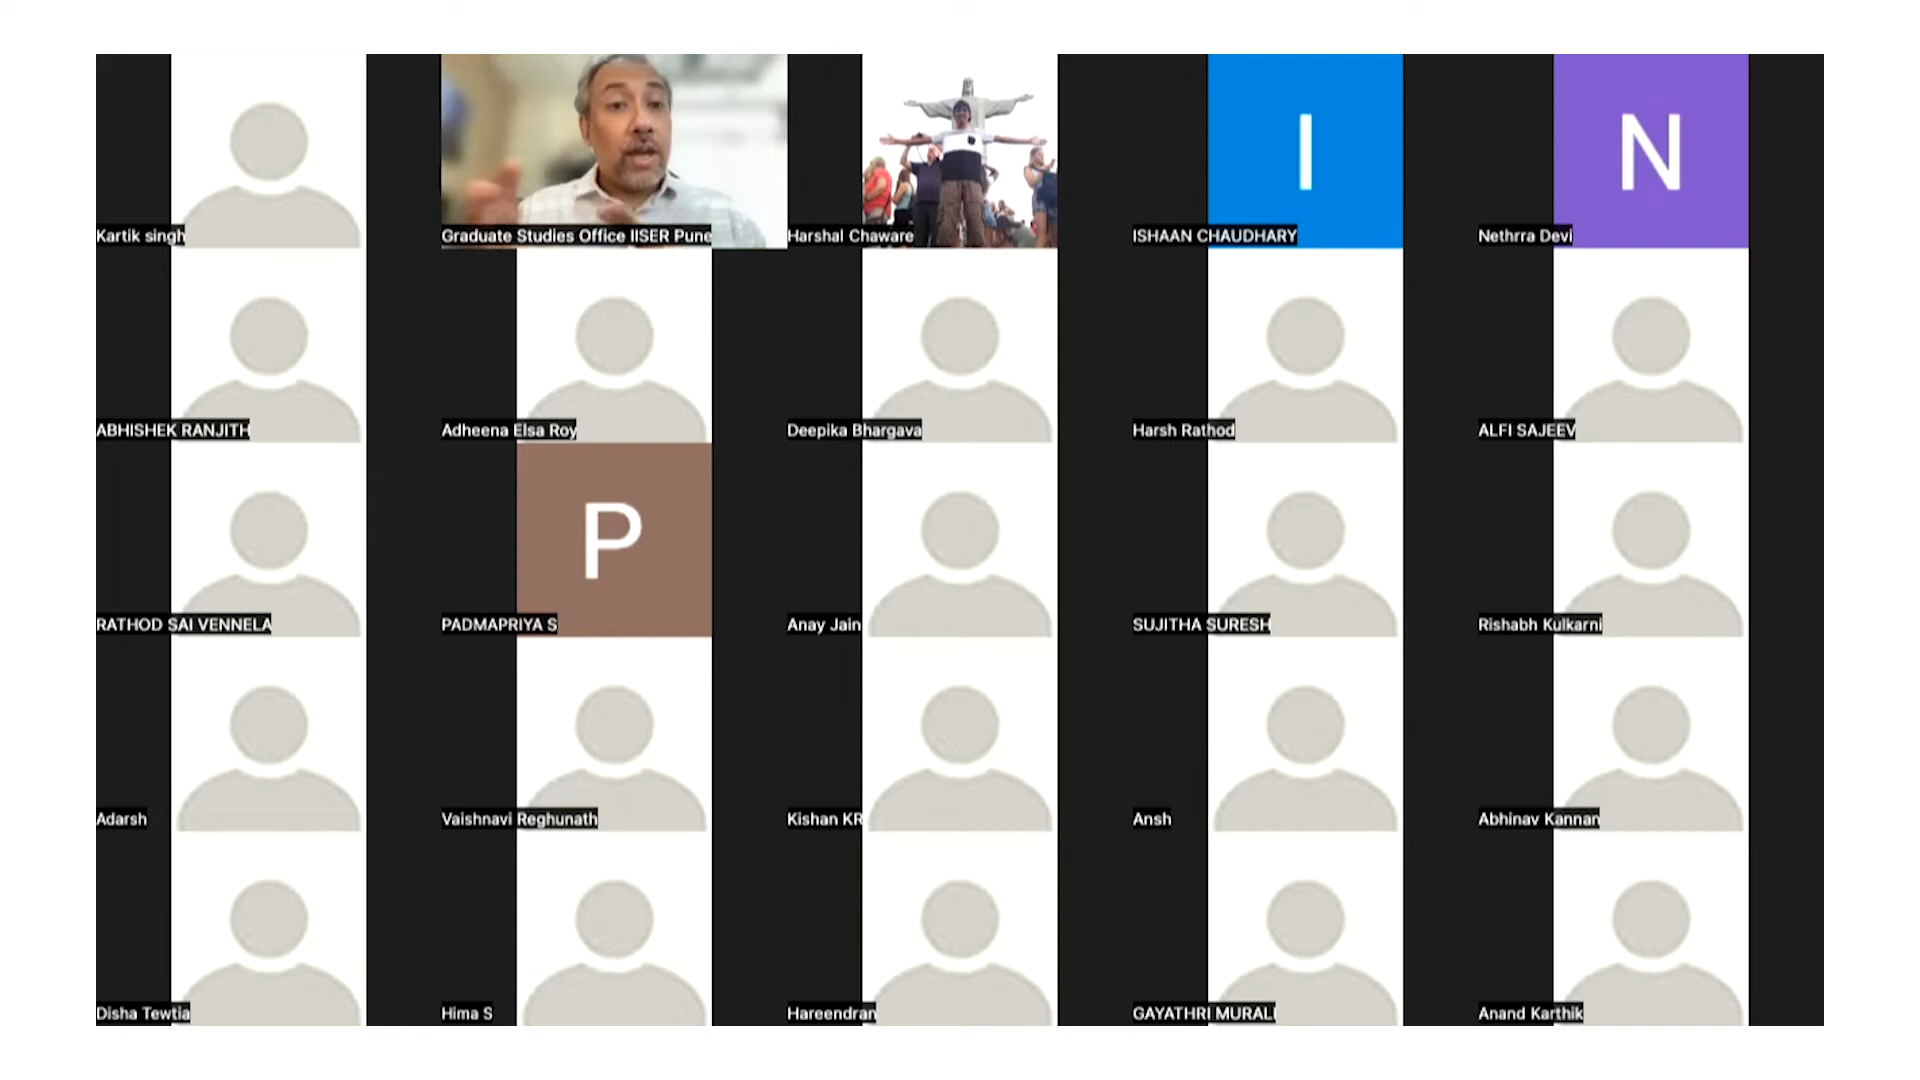 I
N
Kartik singh
Graduate Studies Office IISER Pune
Harshal Chaware
ISHAAN CHAUDHARY
Nethrra Devi
ABHISHEK RANJITH
Adheena Elsa Roy
Deepika Bhargava
Harsh Rathod
ALFI SAJEEV
P
RATHOD SAI VENNELA
PADMAPRIYA S
Anay Jain
SUJITHA SURESH
Rishabh Kulkarni
Adarsh
Vaishnavi Reghunath
Kishan KR
Ansh
Abhinav Kannan
Disha Tewtia
Hima S
Hareendran
GAYATHRI MURALI
Anand Karthik